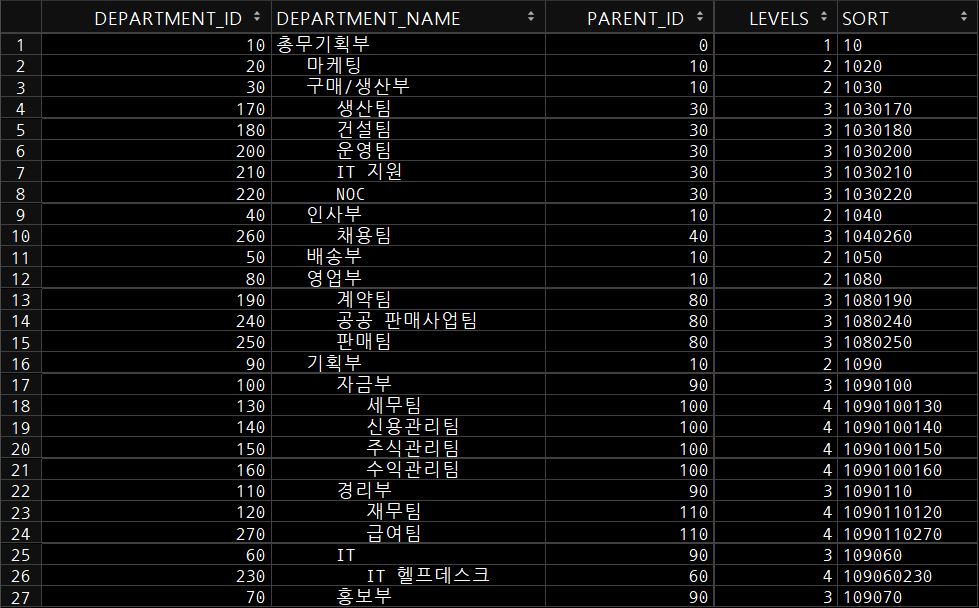 DEPARTMENT_ID DEPARTMENT_NAME PARENT_ID LEVELS SORT
1 10 총무기획부 0 1 10
2 20 마케팅 10 2 1020
3 30 구매/생산부 10 2 1030
4 170 생산팀 30 3 1030170
5 180 건설팀 30 3 1030180
6 200 운영팀 30 3 1030200
7 210 IT 지원 30 3 1030210
8 220 NOC 30 3 1030220
9 40 인사부 10 2 1040
10 260 채용팀 40 3 1040260
11 50 배송부 10 2 1050
12 80 영업부 10 2 1080
13 190 계약팀 80 3 1080190
14 240 공공 판매사업팀 80 3 1080240
15 250 판매팀 80 3 1080250
16 90 기획부 10 2 1090
17 100 자금부 90 3 1090100
18 130 세무팀 100 4 1090100130
19 140 신용관리팀 100 4 1090100140
20 150 주식관리팀 100 4 1090100150
21 160 수익관리팀 100 4 1090100160
22 110 경리부 90 3 1090110
23 120 재무팀 110 4 1090110120
24 270 급여팀 110 4 1090110270
25 60 IT 90 3 109060
26 230 IT 헬프데스크 60 4 109060230
27 70 홍보부 90 3 109070